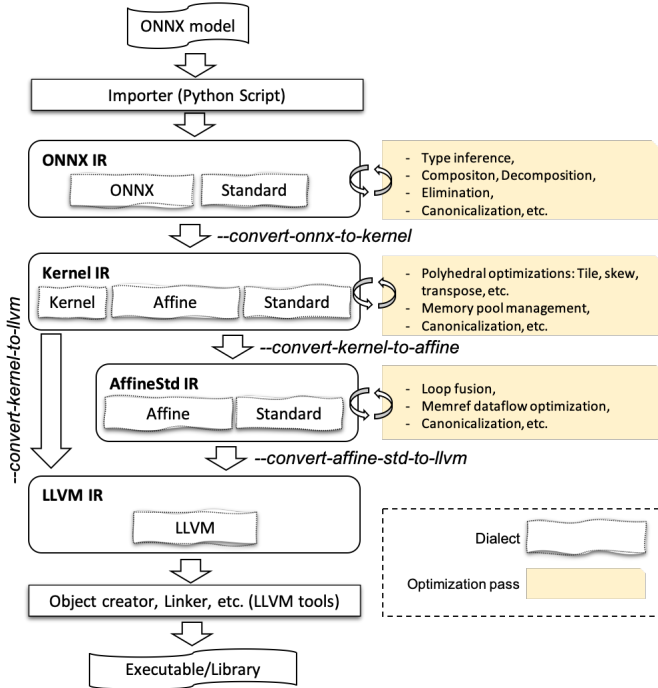 ONNX model
Importer (Python Script)
ONNX IR
ONNX
Standard
- Type inference,
- Compositon, Decomposition,
- Elimination,
- Canonicalization, etc.
--convert-onnx-to-kernel
Kernel IR
Kernel
Affine
Standard
- Polyhedral optimizations: Tile, skew,
transpose, etc.
- Memory pool management,
- Canonicalization, etc.
--convert-kernel-to-llvm
--convert-kernel-to-affine
AffineStd IR
Affine
Standard
- Loop fusion,
- Memref dataflow optimization,
- Canonicalization, etc.
--convert-affine-std-to-llvm
LLVM IR
LLVM
Dialect
Optimization pass
Object creator, Linker, etc. (LLVM tools)
Executable/Library